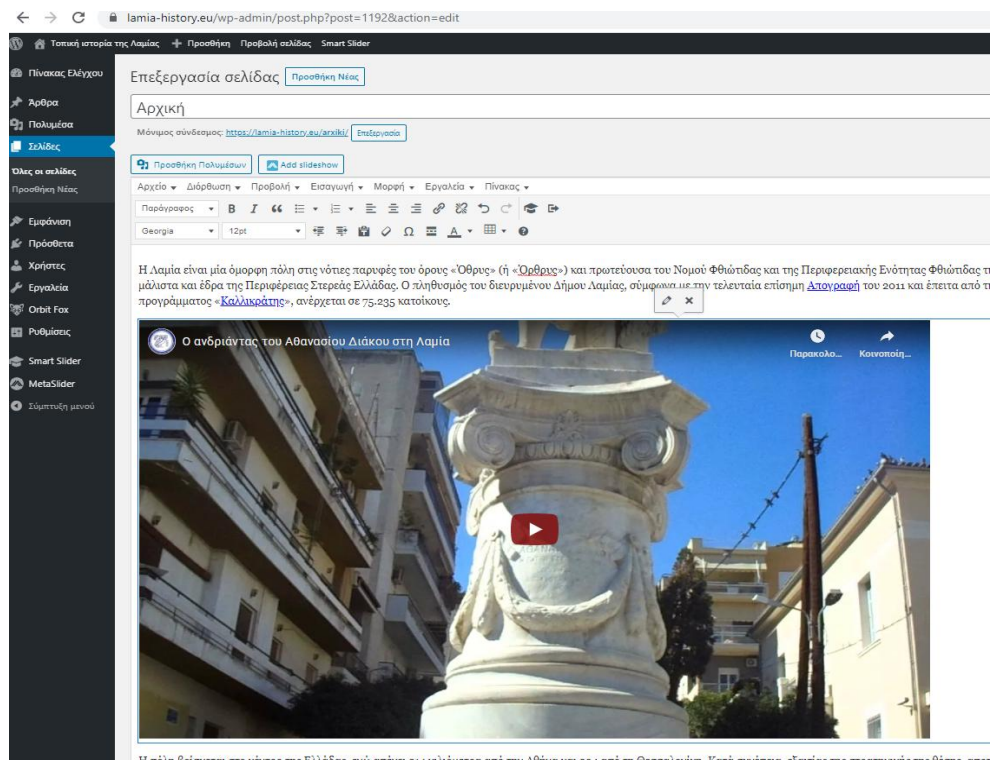 lamia-history.eu/wp-admin/post.php?post=1192&action=edit
Τοπική ιστορία της Λαμίας + Προσθήκη Προβολή σελίδας Smart Slider
Πίνακας Ελέγχου
Άρθρα
Πολυμέσα
Σελίδες
Όλες οι σελίδες
Προσθήκη Νέας
Εμφάνιση
Πρόσθετα
Χρήστες
Εργαλεία
Orbit Fox
Ρυθμίσεις
Smart Slider
MetaSlider
Σύμπτυξη μενού
Επεξεργασία σελίδας Προσθήκη Νέας
Αρχική
Μόνιμος σύνδεσμος: https://lamia-history.eu/arxiki/ Επεξεργασία
Προσθήκη Πολυμέσων Add slideshow
Αρχείο Διόρθωση Προβολή Εισαγωγή Μορφή Εργαλεία Πίνακας
Παράγραφος B I
Georgia 12pt Ω A
Η Λαμία είναι μία όμορφη πόλη στις νότιες παρυφές του όρους «Όθρυς» (ή «Όρθρυς») και πρωτεύουσα του Νομού Φθιώτιδας και της Περιφερειακής Ενότητας Φθιώτιδας
μάλιστα και έδρα της Περιφέρειας Στερεάς Ελλάδας. Ο πληθυσμός του διευρυμένου Δήμου Λαμίας, σύμφωνα με την τελευταία επίσημη Απογραφή του 2011 και έπειτα από
προγράμματος «Καλλικράτης», ανέρχεται σε 75.235 κατοίκους.
Ο ανδριάντας του Αθανασίου Διάκου στη Λαμία
Παρακολο... Κοινοποίη...